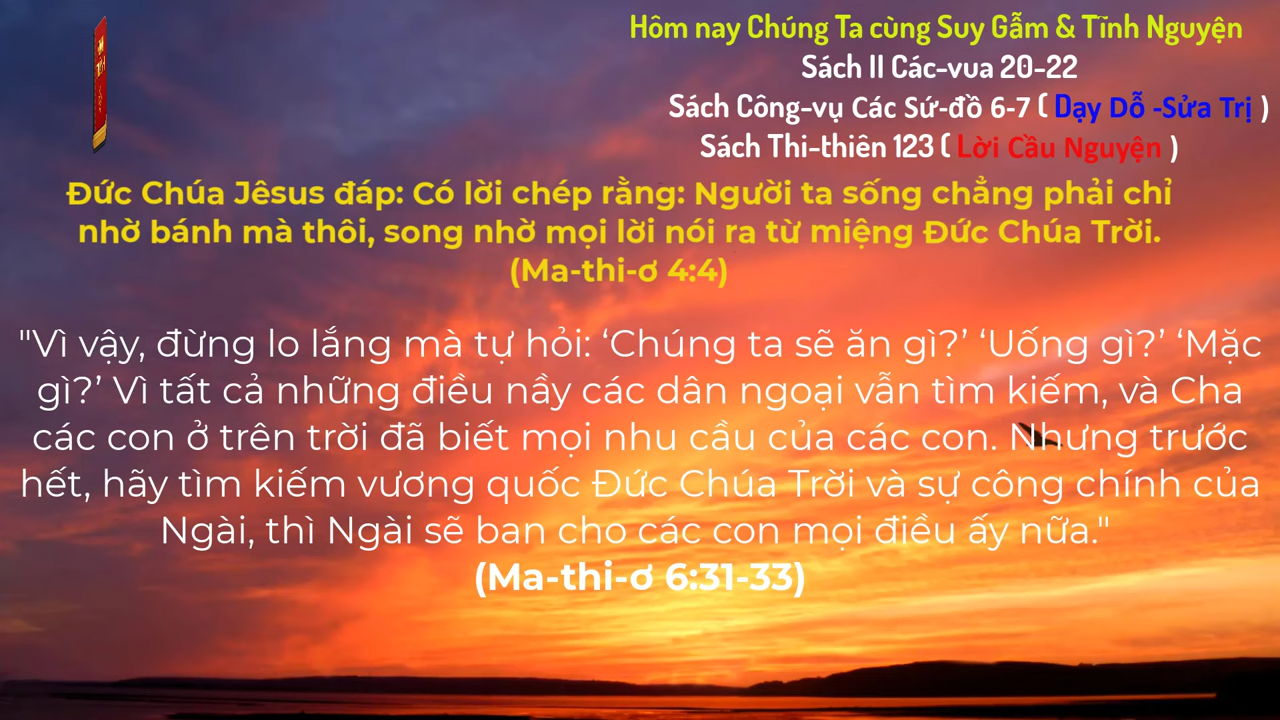 Hôm nay Chúng Ta cùng Suy Gẫm & Tĩnh Nguyện
Sách II Các-vua 20-22
Sách Công-vụ Các Sứ-đồ 6-7 ( Dạy Dỗ -Sửa Trị )
Sách Thi-thiên 123 ( Lời Cầu Nguyện )
Đức Chúa Jêsus đáp: Có lời chép rằng: Người ta sống chẳng phải chỉ
nhờ bánh mà thôi, song nhờ mọi lời nói ra từ miệng Đức Chúa Trời.
(Ma-thi-ơ 4:4)
"Vì vậy, đừng lo lắng mà tự hỏi: ‘Chúng ta sẽ ăn gì?’ ‘Uống gì?’ ‘Mặc
gì?’ Vì tất cả những điều nầy các dân ngoại vẫn tìm kiếm, và Cha
các con ở trên trời đã biết mọi nhu cầu của các con. Nhưng trước
hết, hãy tìm kiếm vương quốc Đức Chúa Trời và sự công chính của
Ngài, thì Ngài sẽ ban cho các con mọi điều ấy nữa."
(Ma-thi-ơ 6:31-33)